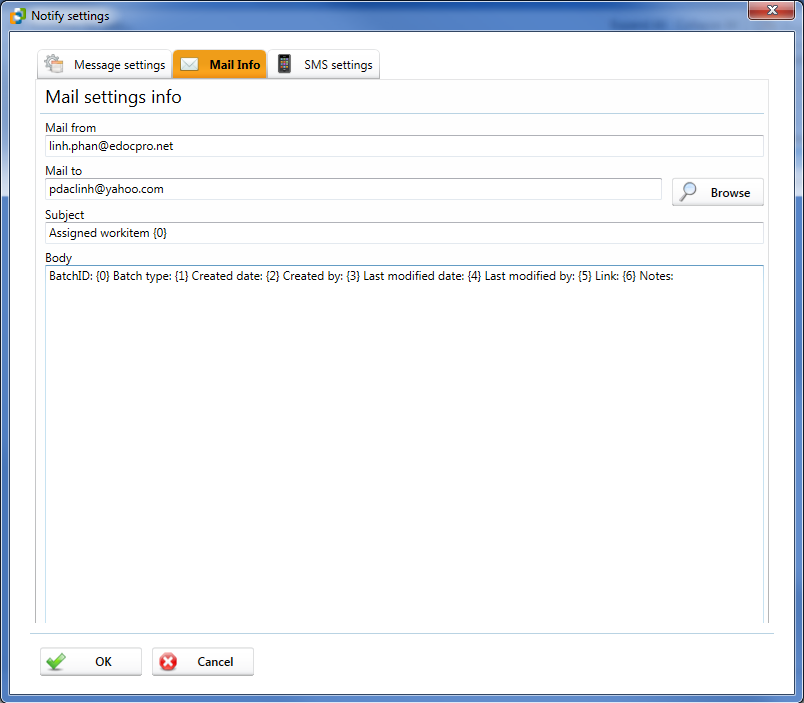 Notify settings
Message settings
Mail Info
SMS settings
Mail settings info
Mail from
linh.phan@edocpro.net
Mail to
pdaclinh@yahoo.com
Browse
Subject
Assigned workitem {0}
Body
BatchID: {0} Batch type: {1} Created date: {2} Created by: {3} Last modified date: {4} Last modified by: {5} Link: {6} Notes:
OK
Cancel